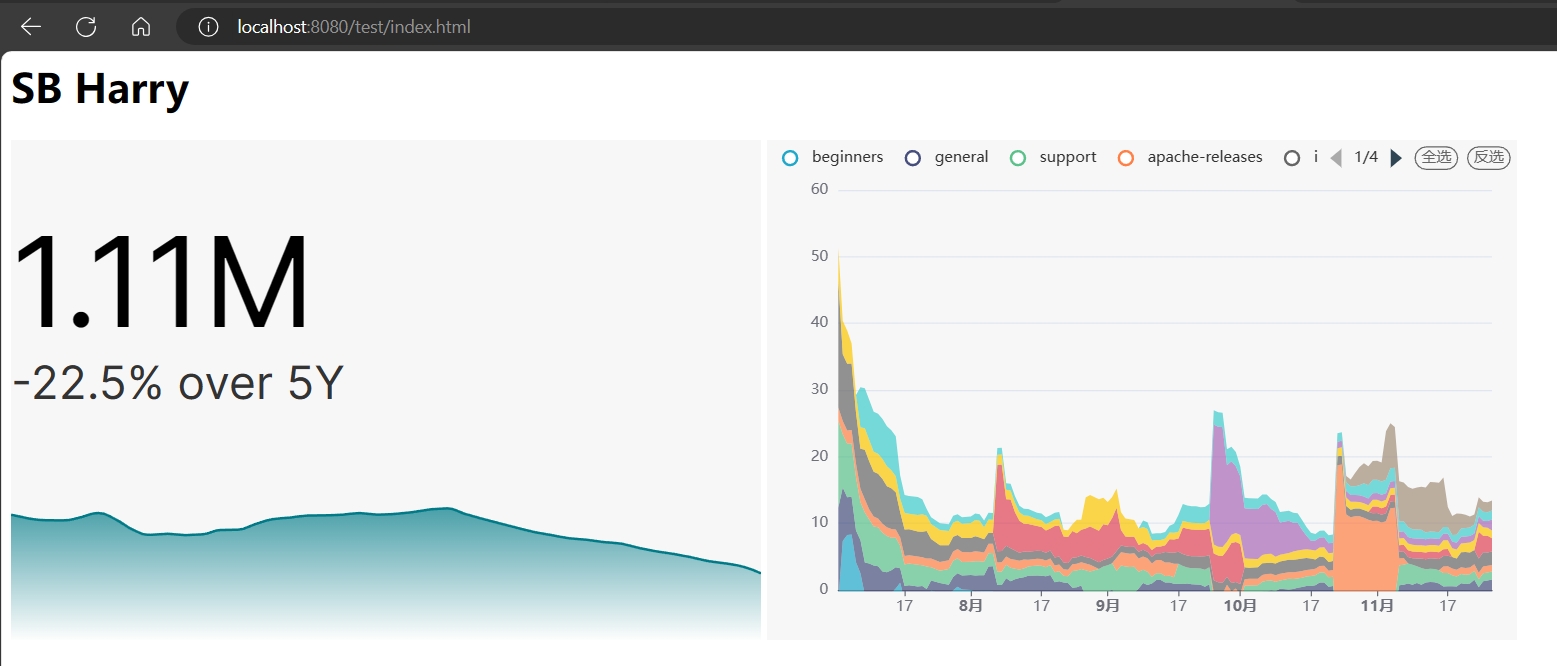 localhost:8080/test/index.html
SB Harry
1.11M
-22.5% over 5Y
beginners general support apache-releases i 1/4 全选 反选
60
50
40
30
20
10
0
17 8月 17 9月 17 10月 17 11月 17